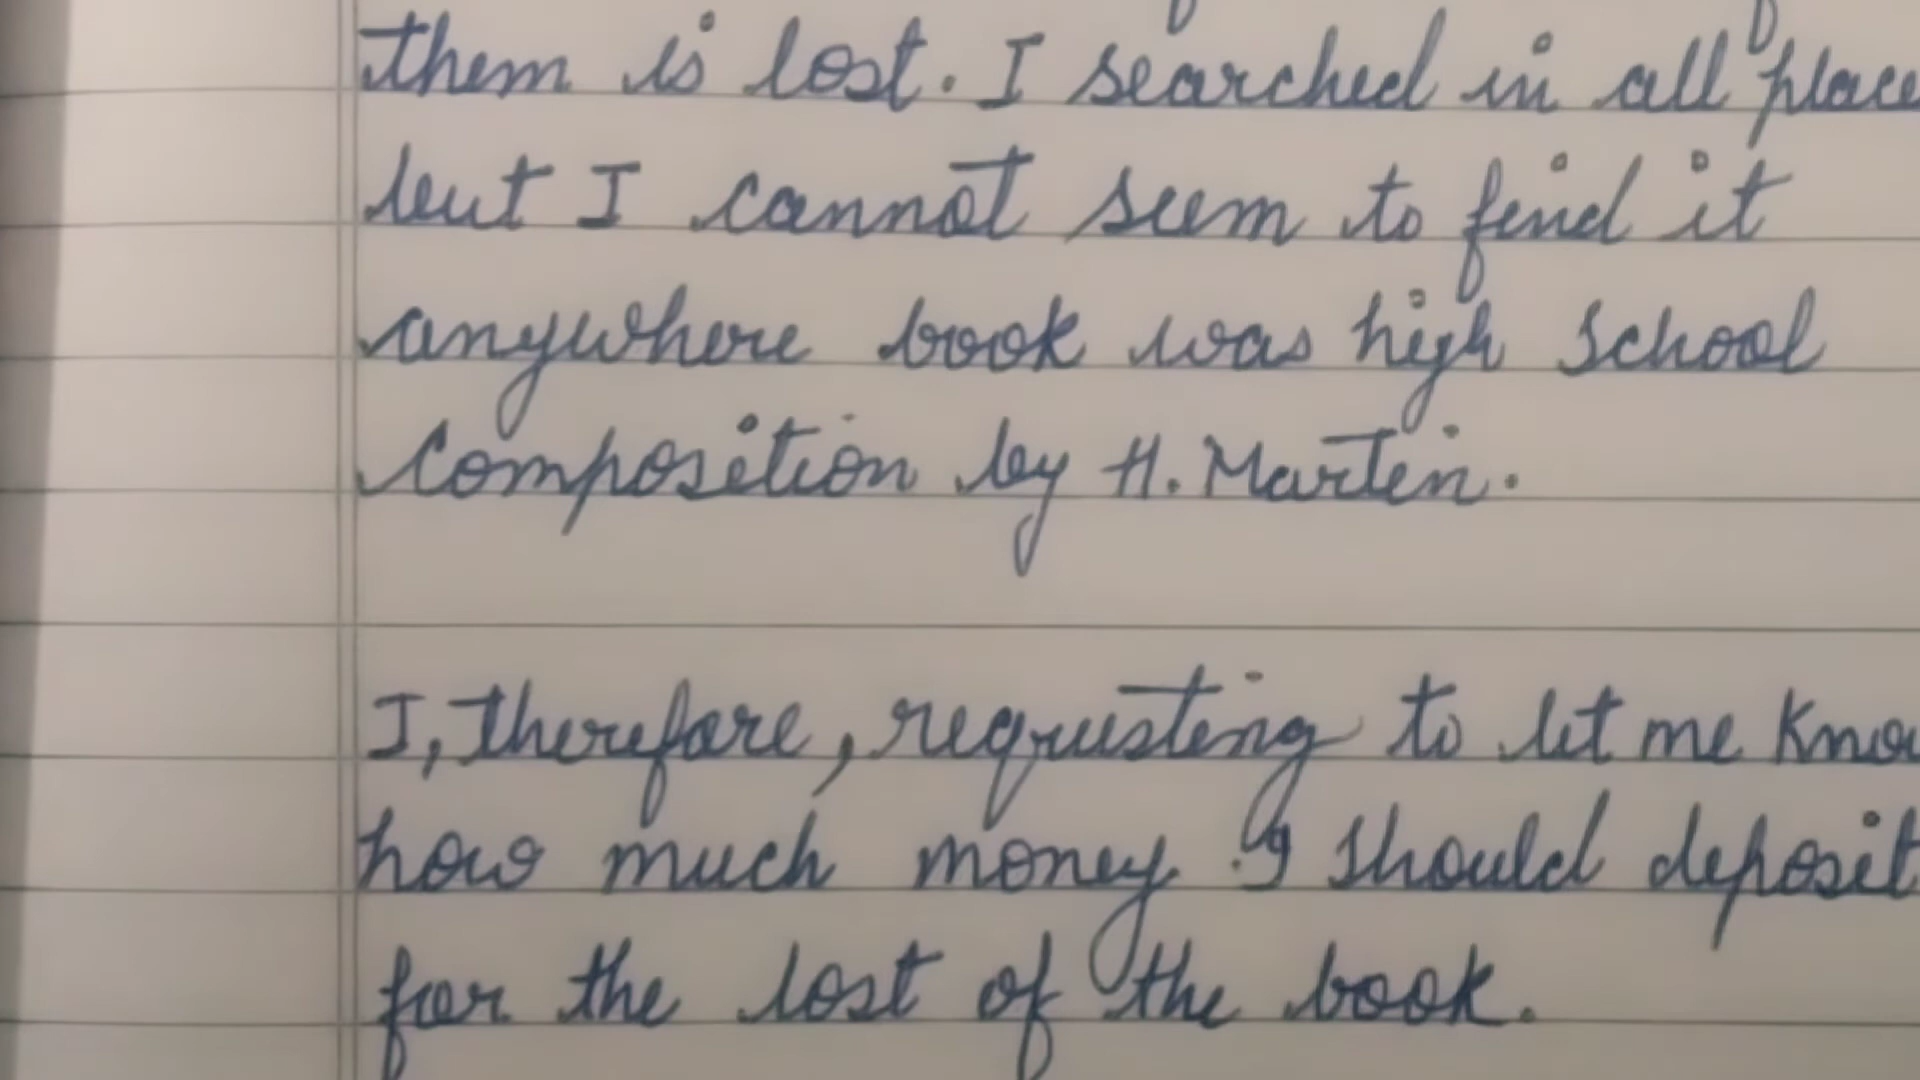 them is lost. I searched in all place
but I cannot seem to find it
anywhere book was high school
Composition by H. Martin.
I, therefore, requesting to let me know
how much money. I should deposit
for the lost of the book.